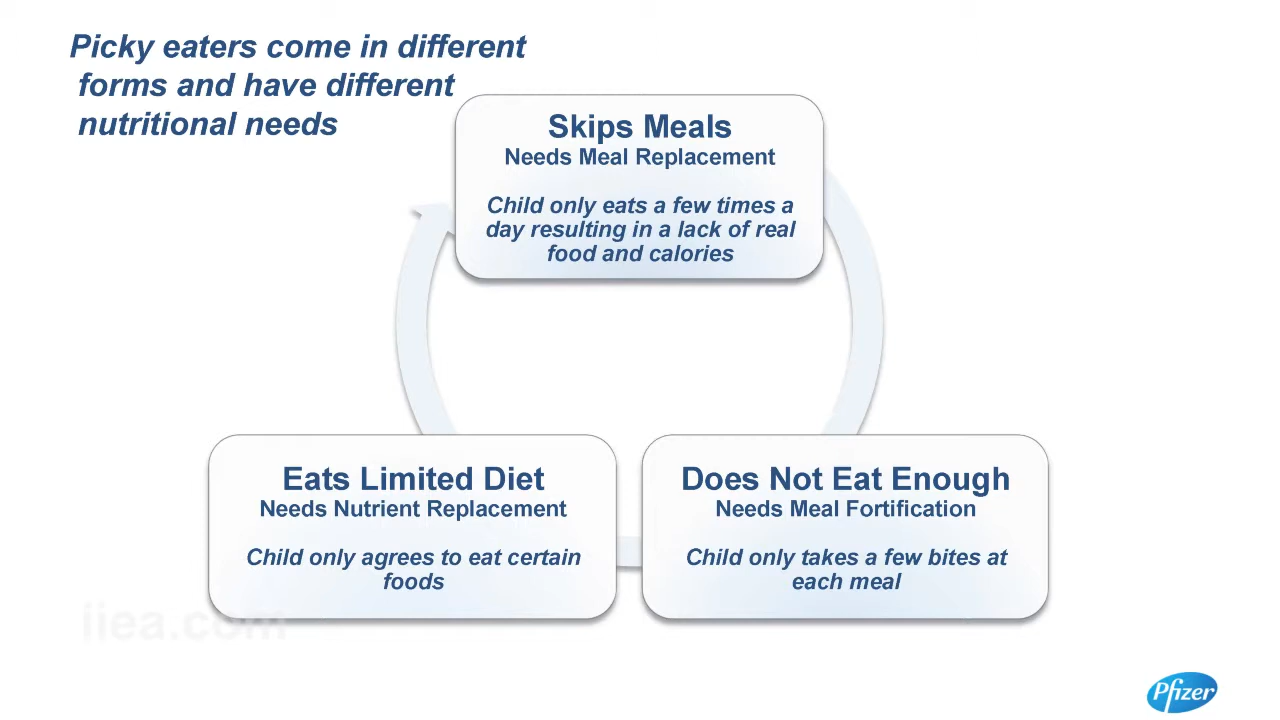 Picky eaters come in different
forms and have different
nutritional needs
Skips Meals
Needs Meal Replacement
Child only eats a few times a
day resulting in a lack of real
food and calories
Eats Limited Diet
Needs Nutrient Replacement
Child only agrees to eat certain
foods
Does Not Eat Enough
Needs Meal Fortification
Child only takes a few bites at
each meal
iiea.com
Pfizer